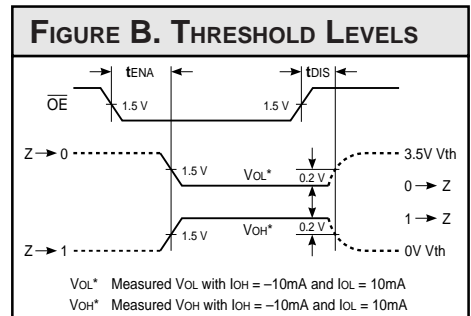 FIGURE B. THRESHOLD LEVELS
tENA
tDIS
OE
1.5 V
1.5 V
Z → 0
1.5 V
VOL*
0.2 V
3.5V Vth
0 → Z
1.5 V
VOH*
0.2 V
1 → Z
Z → 1
0V Vth
VOL* Measured VOL with IOH = –10mA and IOL = 10mA
VOH* Measured VOH with IOH = –10mA and IOL = 10mA